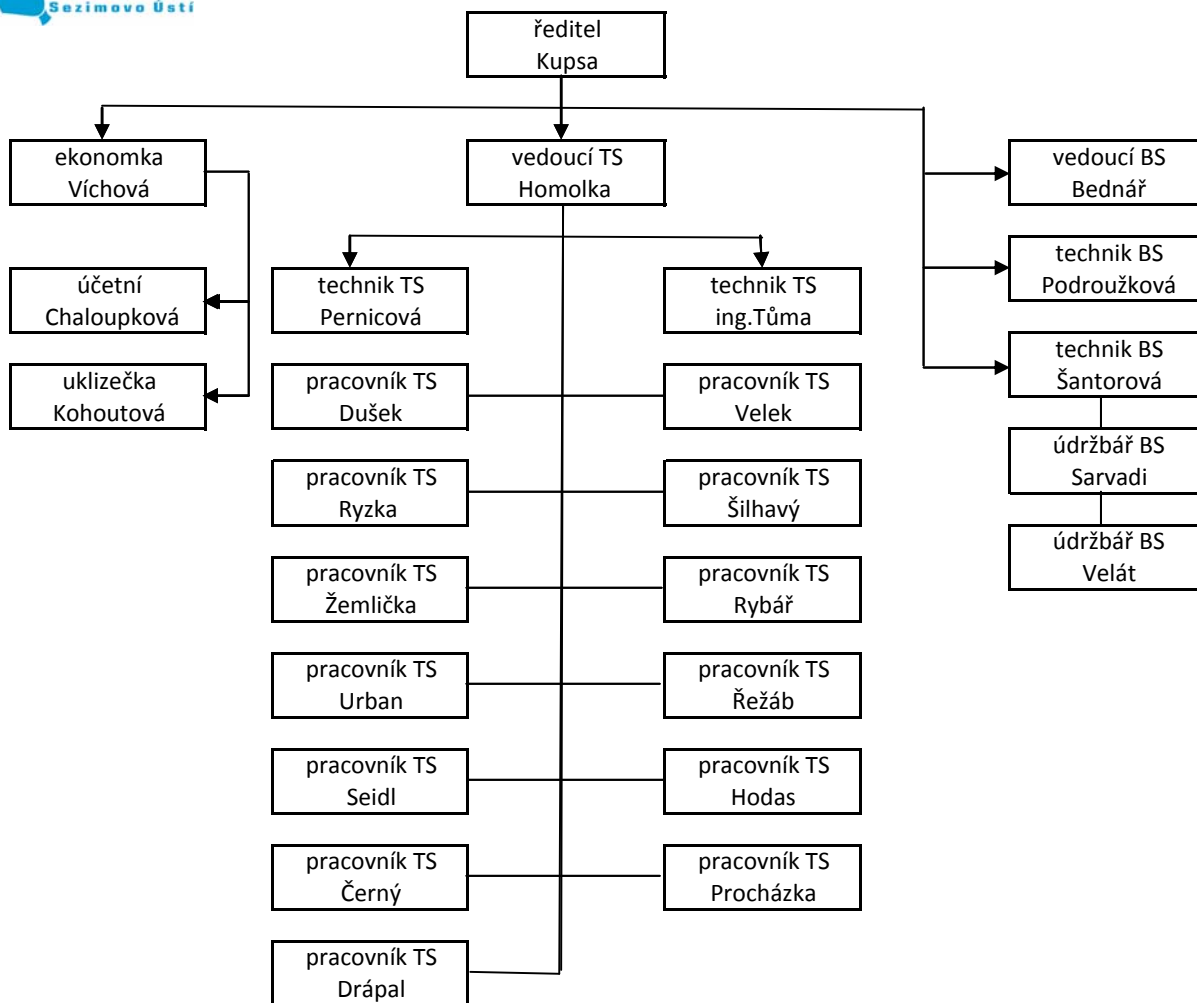 Sezimovo Ústí
ředitel
Kupsa
ekonomka
Víchová
vedoucí TS
Homolka
vedoucí BS
Bednář
technik BS
Podroužková
účetní
Chaloupková
technik TS
Pernicová
technik TS
ing.Tůma
technik BS
Šantorová
uklizečka
Kohoutová
pracovník TS
Dušek
pracovník TS
Velek
údržbář BS
Sarvadi
pracovník TS
Ryzka
pracovník TS
Šilhavý
údržbář BS
Velát
pracovník TS
Žemlička
pracovník TS
Rybář
pracovník TS
Urban
pracovník TS
Řežáb
pracovník TS
Seidl
pracovník TS
Hodas
pracovník TS
Černý
pracovník TS
Procházka
pracovník TS
Drápal